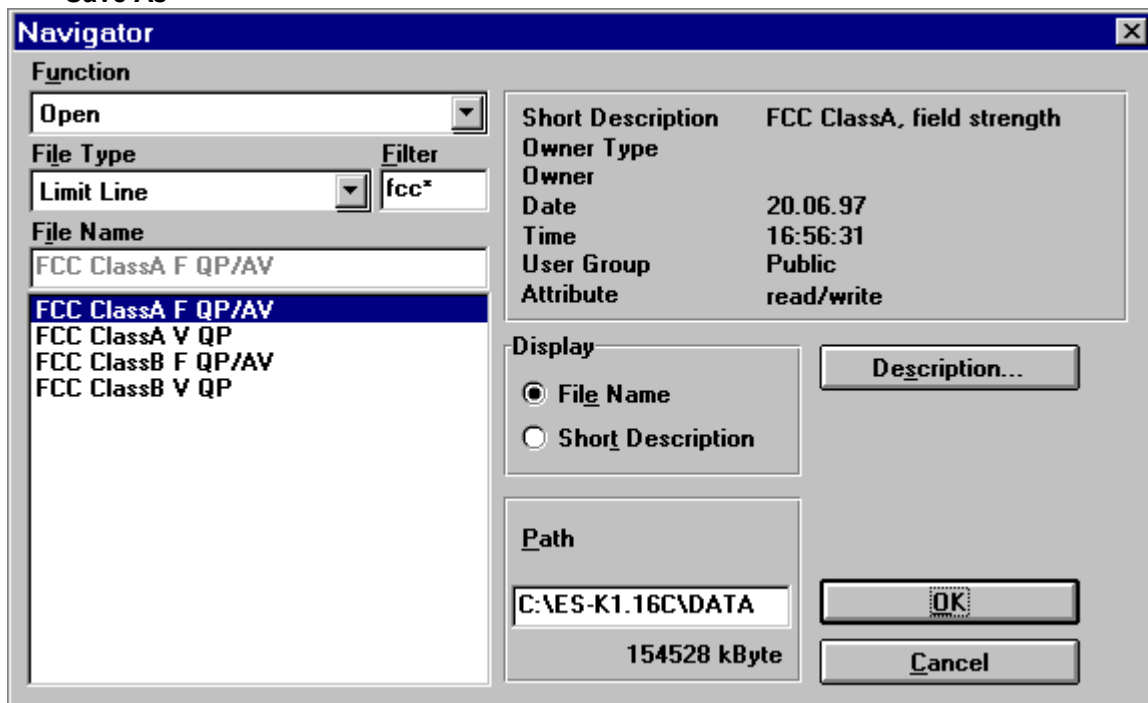 Save As
Navigator
Function
Open
File Type Filter
Limit Line fcc*
File Name
FCC ClassA F QP/AV
FCC ClassA F QP/AV
FCC ClassA V QP
FCC ClassB F QP/AV
FCC ClassB V QP
Short Description FCC ClassA, field strength
Owner Type
Owner
Date 20.06.97
Time 16:56:31
User Group Public
Attribute read/write
Display
File Name
Short Description
Description...
Path
C:\ES-K1.16C\DATA
154528 kByte
OK
Cancel